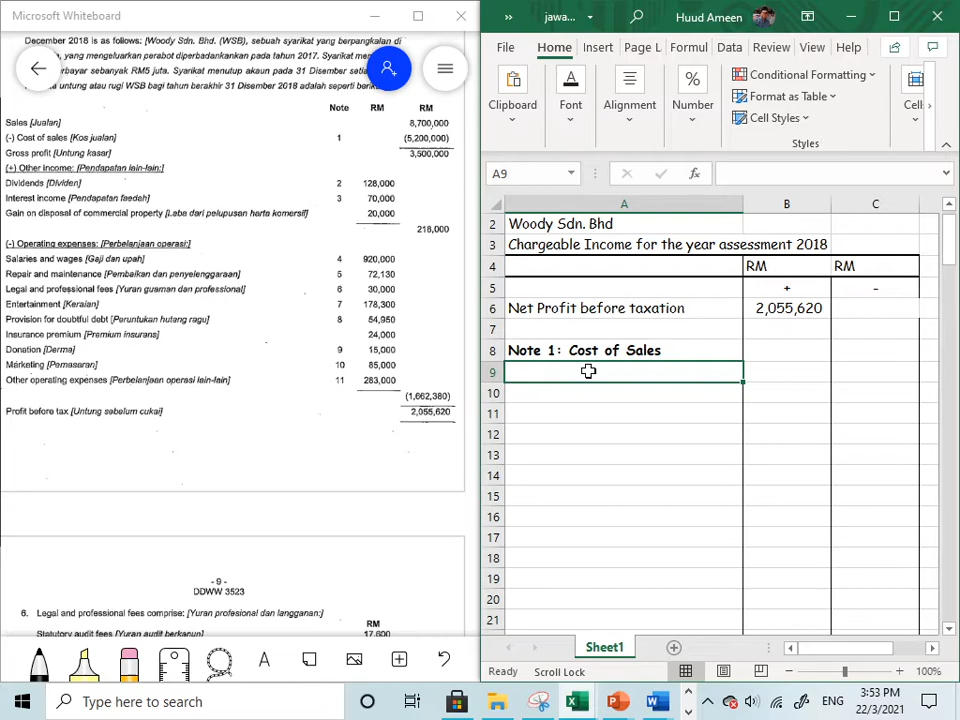 Microsoft Whiteboard
December 2018 is as follows: [Woody Sdn. Bhd. (WSB), sebuah syarikat yang berpangkalan di
yang mengeluarkan perabot diperbadankankan pada tahun 2017. Syarikat
berbayar sebanyak RM5 juta. Syarikat menutup akaun pada 31 Disember
untung atau rugi WSB bagi tahun berakhir 31 Disember 2018 adalah seperti
Note RM RM
Sales [Jualan] 8,700,000
(-) Cost of sales [Kos jualan] 1 (5,200,000)
Gross profit [Untung kasar] 3,500,000
(+) Other income: [Pendapatan lain-lain:]
Dividends [Dividen] 2 128,000
Interest income [Pendapatan faedah] 3 70,000
Gain on disposal of commercial property [Laba dari pelupusan harta komersil] 20,000
218,000
(-) Operating expenses: [Perbelanjaan operasi:]
Salaries and wages [Gaji dan upah] 4 920,000
Repair and maintenance [Pembaikan dan penyelenggaraan] 5 72,130
Legal and professional fees [Yuran guaman dan professional] 6 30,000
Entertainment [Keraian] 7 178,300
Provision for doubtful debt [Peruntukan hutang ragu] 8 54,950
Insurance premium [Premium insurans] 24,000
Donation [Derma] 9 15,000
Marketing [Pemasaran] 10 85,000
Other operating expenses [Perbelanjaan operasi lain-lain] 11 283,000
(1,662,380)
Profit before tax [Untung sebelum cukai] 2,055,620
- 9 -
DDWW 3523
6. Legal and professional fees comprise: [Yuran profesional dan langganan:]
RM
Statutory audit fees [Yuran audit berkanun] 17,600
jawa... Huud Ameen
File Home Insert Page L Formul Data Review View Help
Clipboard
Font
Alignment
Number
Conditional Formatting
Format as Table
Cell Styles
Styles
Cells
A9 fx
A B C
2 Woody Sdn. Bhd
3 Chargeable Income for the year assessment 2018
4 RM RM
5 + -
6 Net Profit before taxation 2,055,620
7
8 Note 1: Cost of Sales
9
10
11
12
13
14
15
16
17
18
19
20
21
Sheet1
Ready Scroll Lock 100%
Type here to search
ENG
3:53 PM
22/3/2021